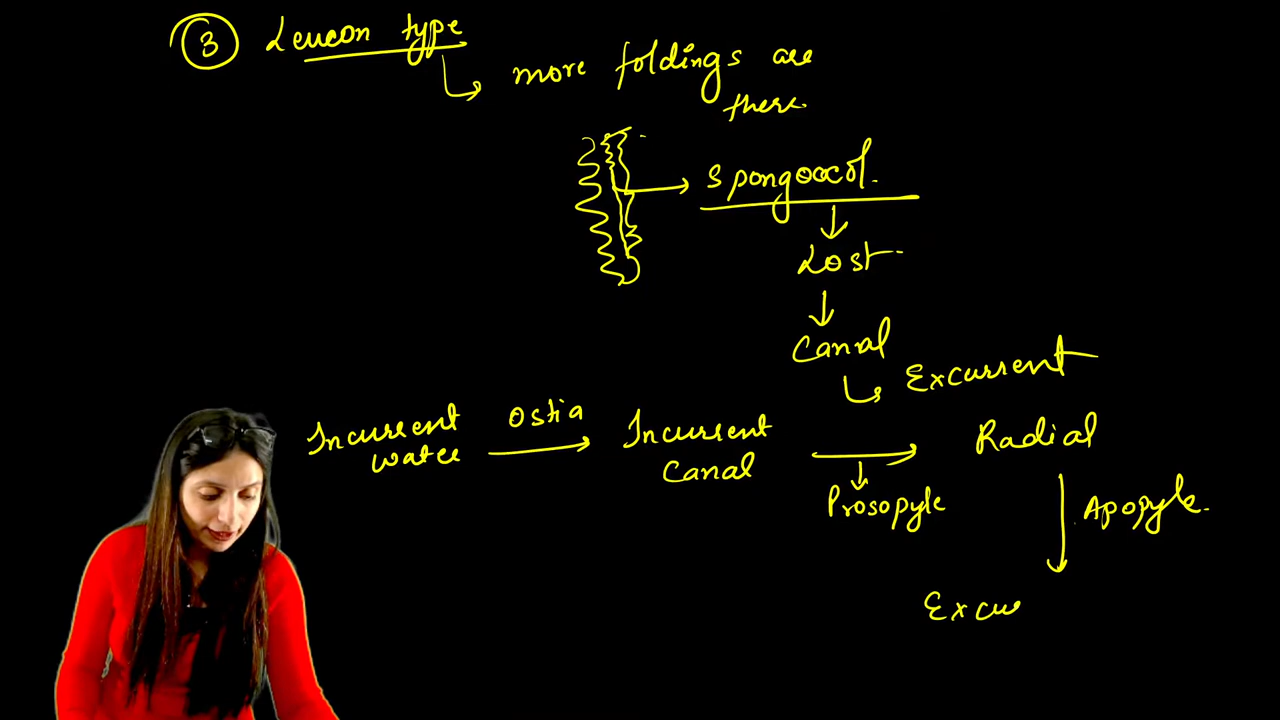 3 Leucon type
more foldings are
there.
Spongocoel.
Lost
Canal
Excurrent
Incurrent water
Ostia
Incurrent canal
Prosopyle
Radial
Apopyle.
Excu